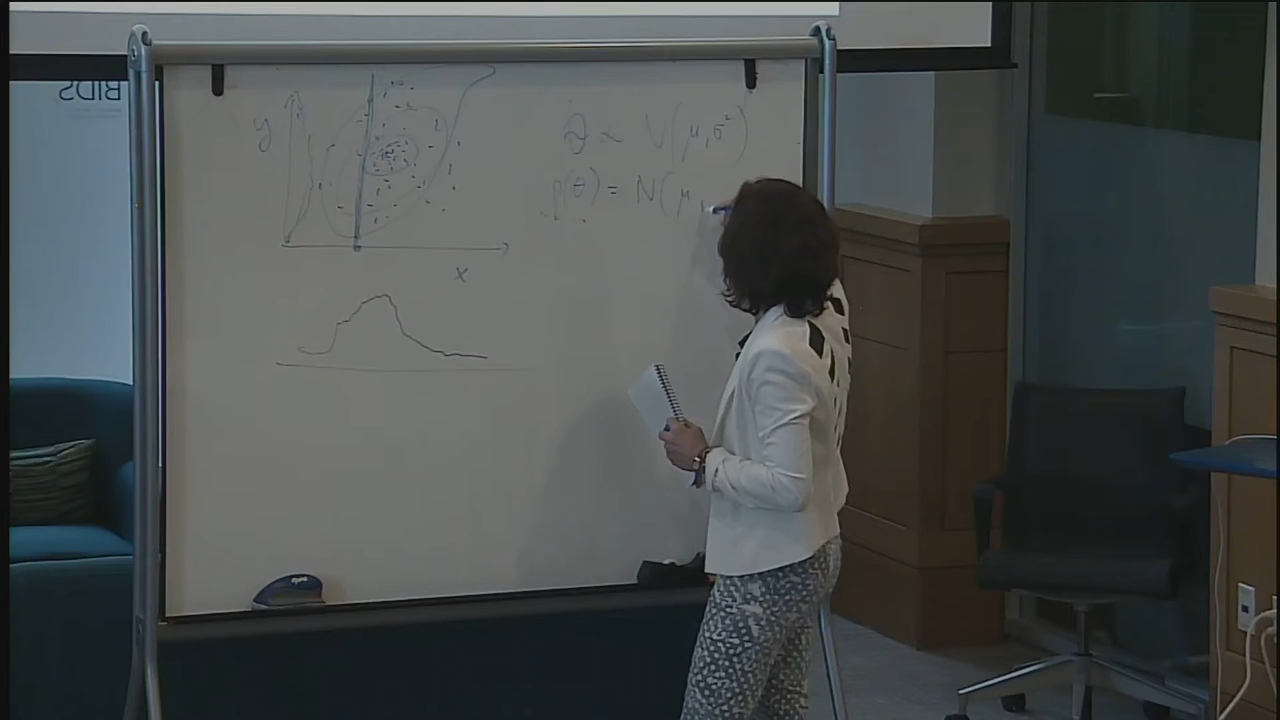 BIDS
y
x
θ ~ N(μ, σ²)
p(θ) = N(μ,